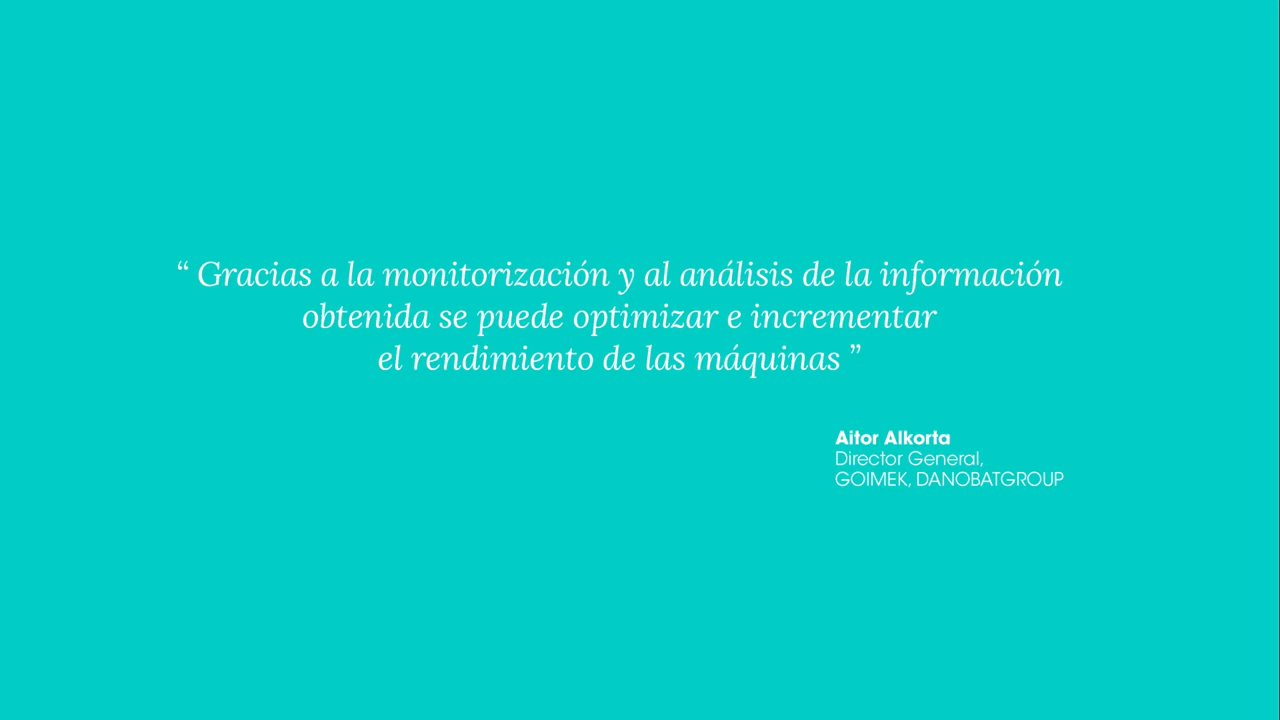 “ Gracias a la monitorización y al análisis de la información
obtenida se puede optimizar e incrementar
el rendimiento de las máquinas ”
Aitor Alkorta
Director General,
GOIMEK, DANOBATGROUP